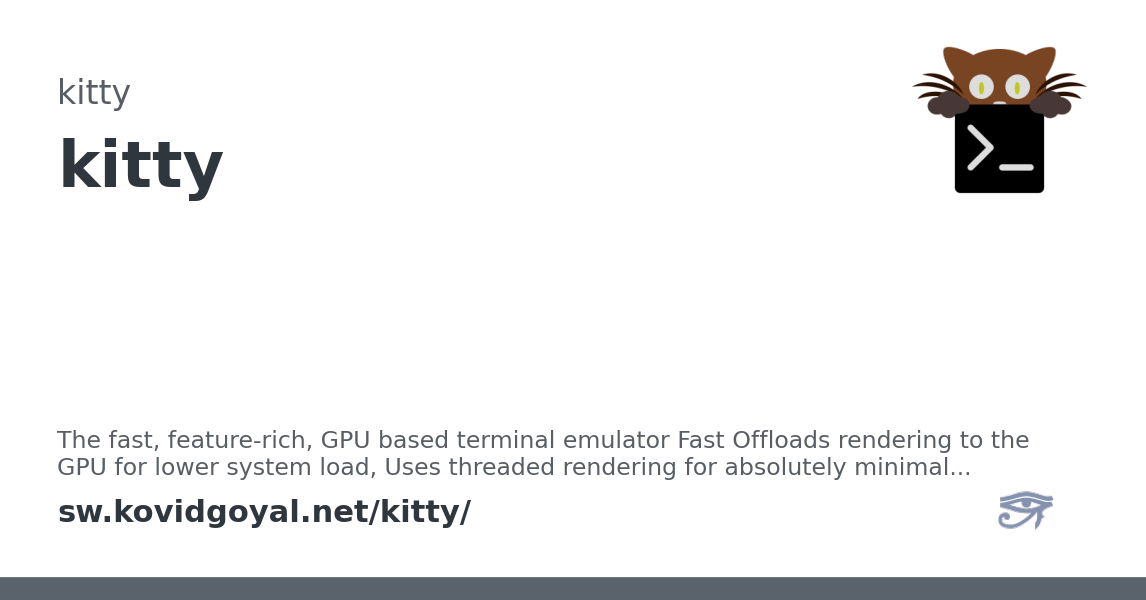 kitty
kitty
The fast, feature-rich, GPU based terminal emulator Fast Offloads rendering to the
GPU for lower system load, Uses threaded rendering for absolutely minimal...
sw.kovidgoyal.net/kitty/